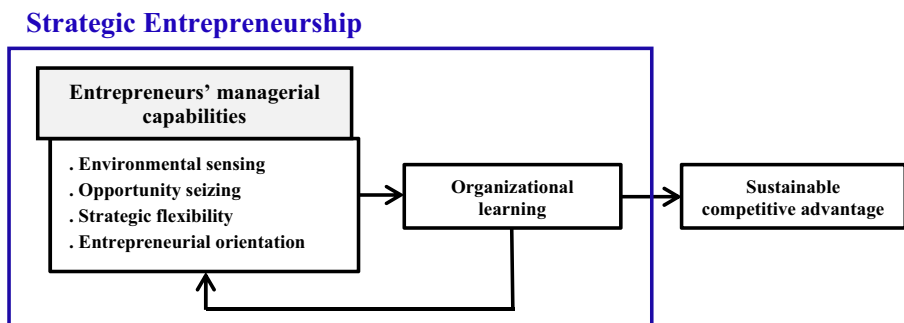 Strategic Entrepreneurship
Entrepreneurs’ managerial
capabilities
. Environmental sensing
. Opportunity seizing
. Strategic flexibility
. Entrepreneurial orientation
Organizational
learning
Sustainable
competitive advantage